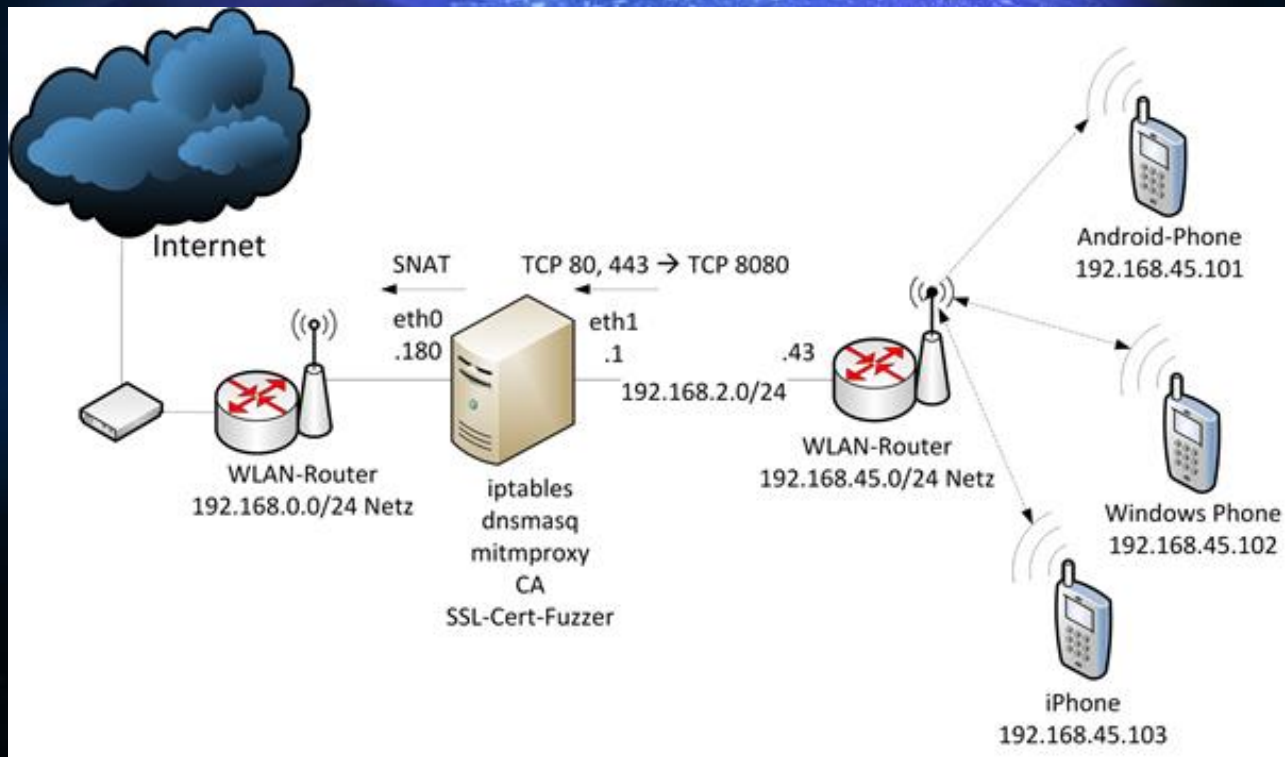 Internet
SNAT
TCP 80, 443 → TCP 8080
eth0
eth1
.180
.1
.43
192.168.2.0/24
WLAN-Router
192.168.0.0/24 Netz
iptables
dnsmasq
mitmproxy
CA
SSL-Cert-Fuzzer
WLAN-Router
192.168.45.0/24 Netz
Android-Phone
192.168.45.101
Windows Phone
192.168.45.102
iPhone
192.168.45.103